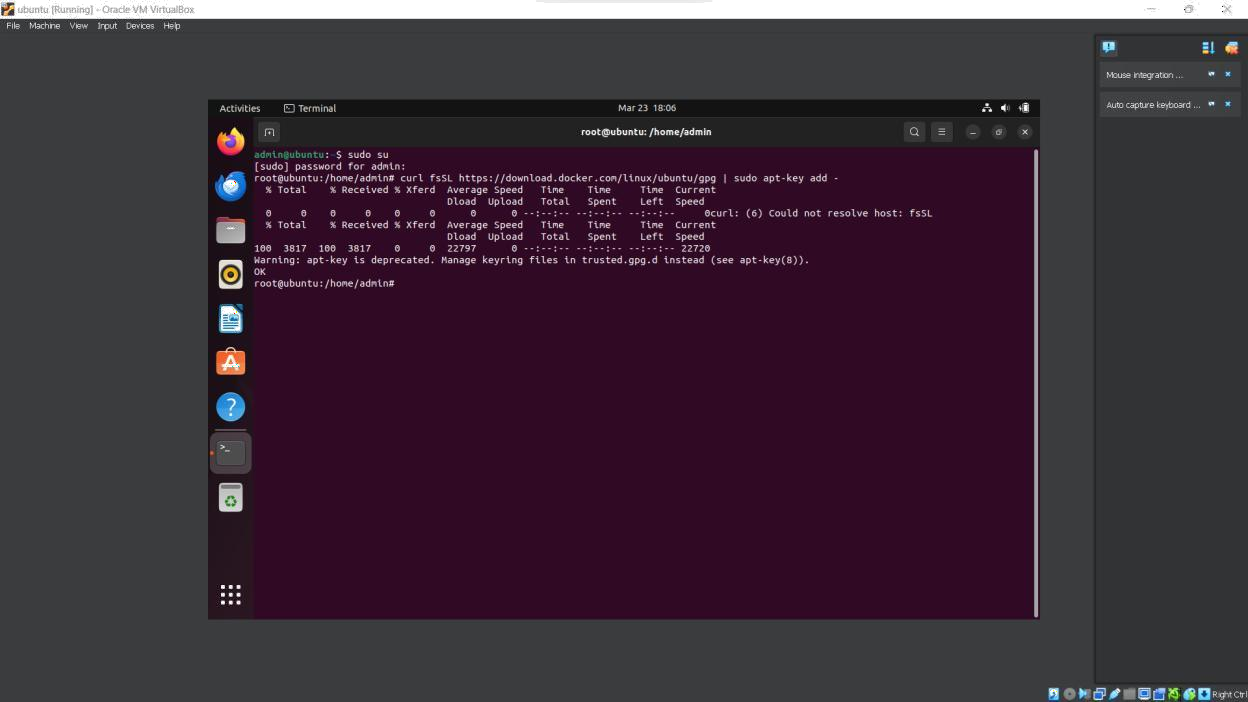 ubuntu [Running] - Oracle VM VirtualBox
File Machine View Input Devices Help
Mouse integration ...
Auto capture keyboard ...
Activities Terminal Mar 23 18:06
root@ubuntu: /home/admin
admin@ubuntu:~$ sudo su
[sudo] password for admin:
root@ubuntu:/home/admin# curl fsSL https://download.docker.com/linux/ubuntu/gpg | sudo apt-key add -
  % Total    % Received % Xferd  Average Speed   Time    Time     Time  Current
                                 Dload  Upload   Total   Spent    Left  Speed
  0     0    0     0    0     0      0      0 --:--:-- --:--:-- --:--:--     0curl: (6) Could not resolve host: fsSL
  % Total    % Received % Xferd  Average Speed   Time    Time     Time  Current
                                 Dload  Upload   Total   Spent    Left  Speed
100  3817  100  3817    0     0  22797      0 --:--:-- --:--:-- --:--:-- 22720
Warning: apt-key is deprecated. Manage keyring files in trusted.gpg.d instead (see apt-key(8)).
OK
root@ubuntu:/home/admin#
Right Ctrl